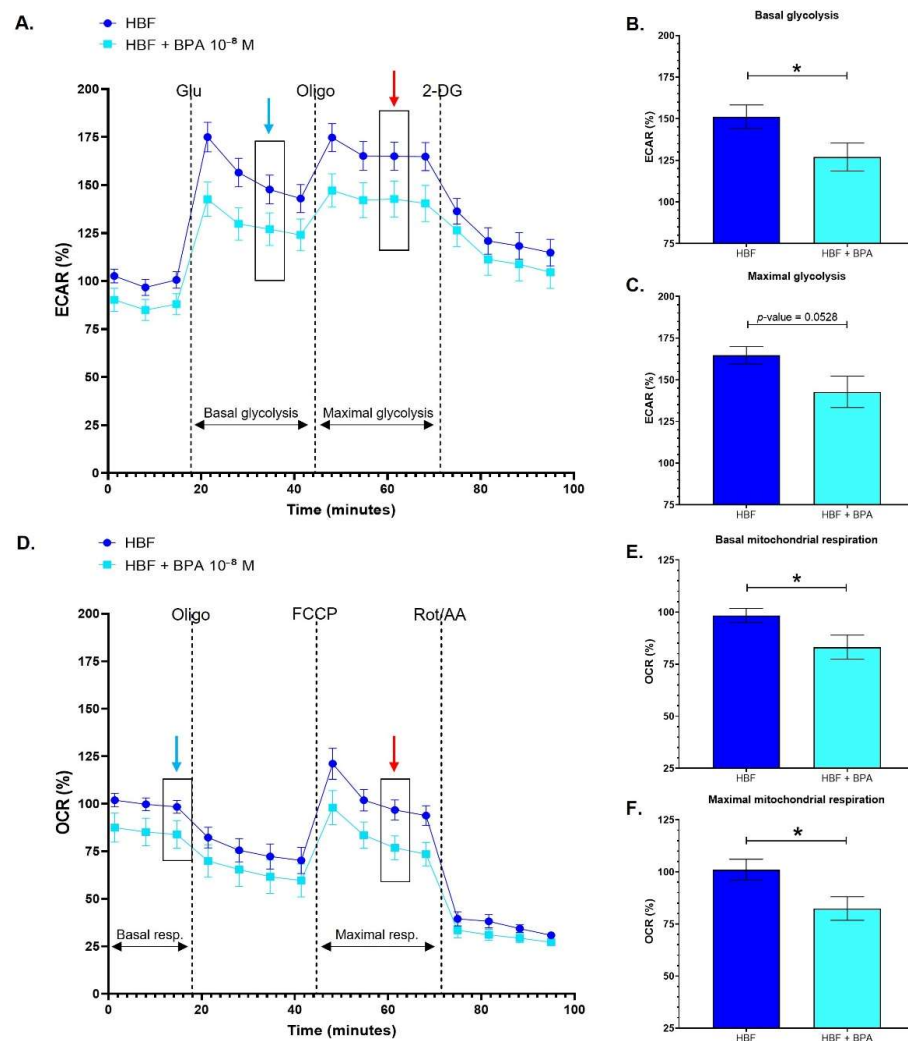 A.
HBF
HBF + BPA 10⁻⁸ M
Glu
Oligo
2-DG
ECAR (%)
200
175
150
125
100
75
50
25
0
Basal glycolysis
Maximal glycolysis
0
20
40
60
80
100
Time (minutes)
B.
Basal glycolysis
*
ECAR (%)
150
175
150
125
100
75
HBF
HBF + BPA
C.
Maximal glycolysis
p-value = 0.0528
ECAR (%)
200
175
150
125
100
75
HBF
HBF + BPA
D.
HBF
HBF + BPA 10⁻⁸ M
Oligo
FCCP
Rot/AA
OCR (%)
200
175
150
125
100
75
50
25
0
Basal resp.
Maximal resp.
0
20
40
60
80
100
Time (minutes)
E.
Basal mitochondrial respiration
*
OCR (%)
125
100
75
50
25
HBF
HBF + BPA
F.
Maximal mitochondrial respiration
*
OCR (%)
125
100
75
50
25
HBF
HBF + BPA